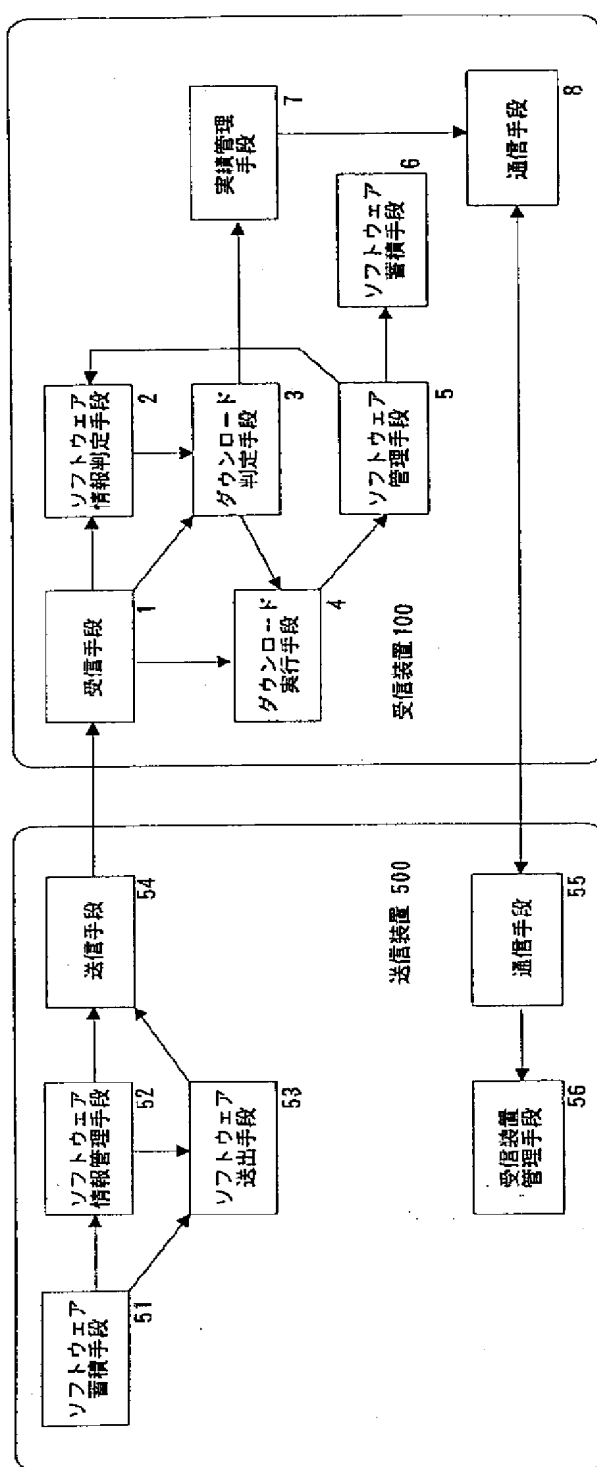 ソフトウェア
蓄積手段
51
ソフトウェア
情報管理手段
52
ソフトウェア
送出手段
53
送信手段
54
送信装置 500
通信手段
55
受信装置
管理手段
56
受信手段
1
ソフトウェア
情報判定手段
2
ダウンロード
判定手段
3
ダウンロード
実行手段
4
ソフトウェア
管理手段
5
ソフトウェア
蓄積手段
6
実績管理
手段
7
通信手段
8
受信装置 100